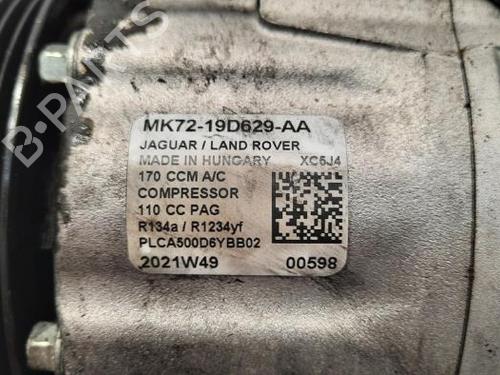 B-PARTS
MK72-19D629-AA
JAGUAR / LAND ROVER
MADE IN HUNGARY XC5J4
170 CCM A/C
COMPRESSOR
110 CC PAG
R134a / R1234yf
PLCA500D6YBB02
2021W49 00598